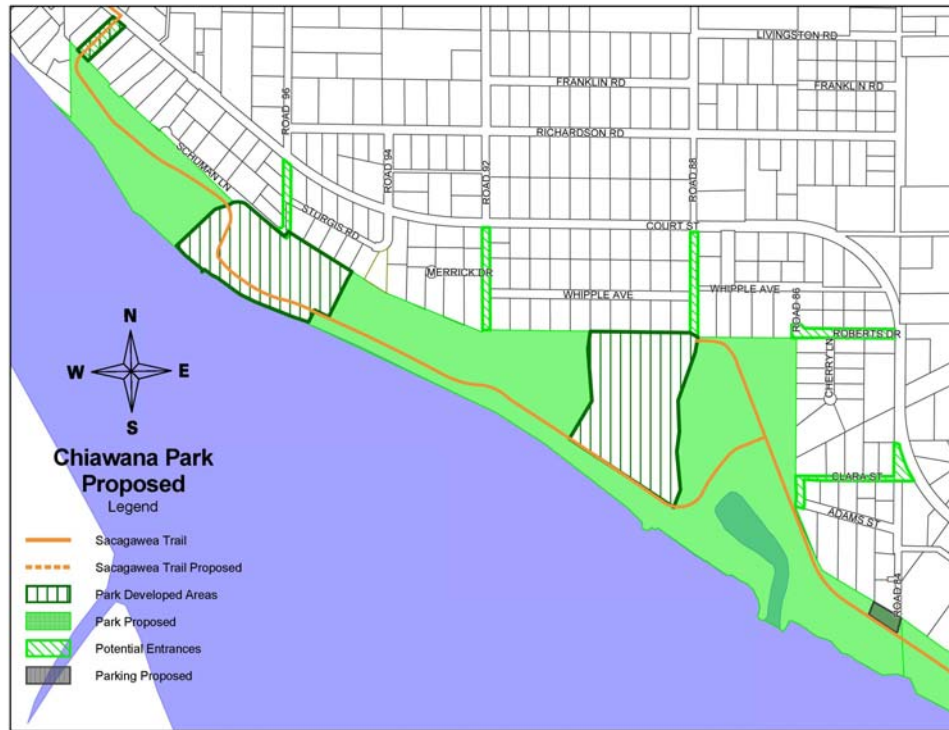 LIVINGSTON RD
FRANKLIN RD
FRANKLIN RD
ROAD 96
RICHARDSON RD
SCHUMAN LN
ROAD 94
ROAD 92
ROAD 88
STURGIS RD
COURT ST
MERRICK DR
WHIPPLE AVE
WHIPPLE AVE
ROAD 86
ROBERTS DR
CHERRY LN
CLARA ST
ADAMS ST
ROAD 84
N
W
E
S
Chiawana Park
Proposed
Legend
Sacagawea Trail
Sacagawea Trail Proposed
Park Developed Areas
Park Proposed
Potential Entrances
Parking Proposed